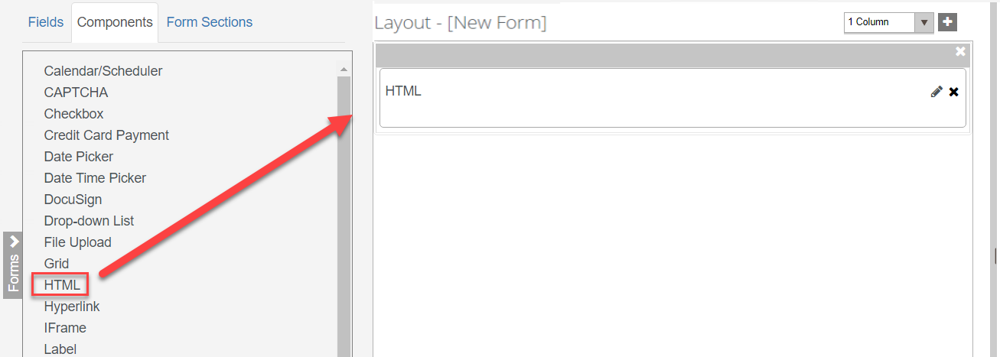 Fields Components Form Sections
Calendar/Scheduler
CAPTCHA
Checkbox
Credit Card Payment
Date Picker
Date Time Picker
DocuSign
Drop-down List
File Upload
Grid
HTML
Hyperlink
IFrame
Label
Forms
Layout - [New Form]
1 Column
HTML